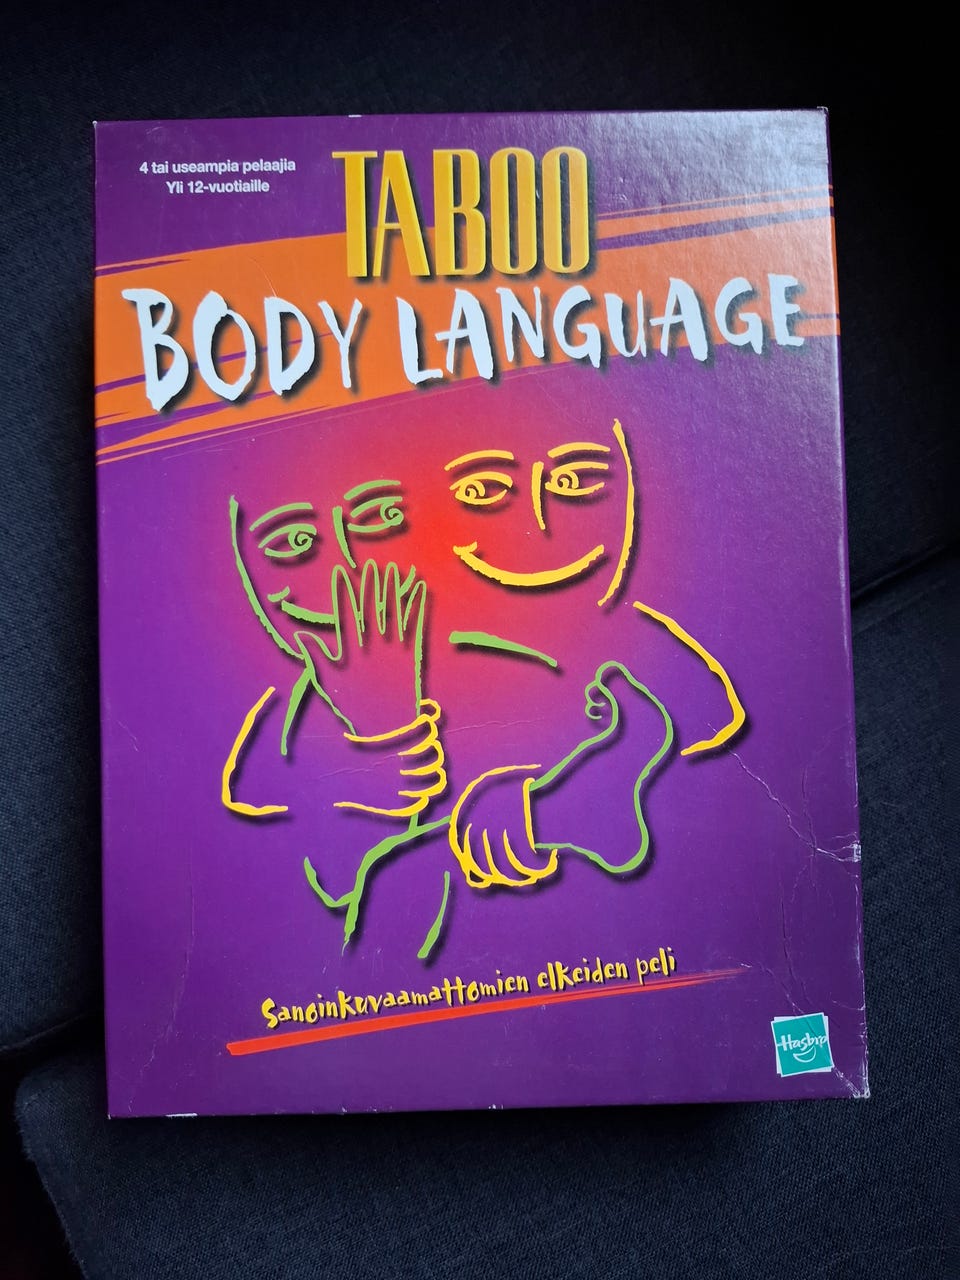 4 tai useampia pelaajia
Yli 12-vuotiaille
TABOO
BODY LANGUAGE
Sanoinkuvaamattomien elkeiden peli
Hasbro